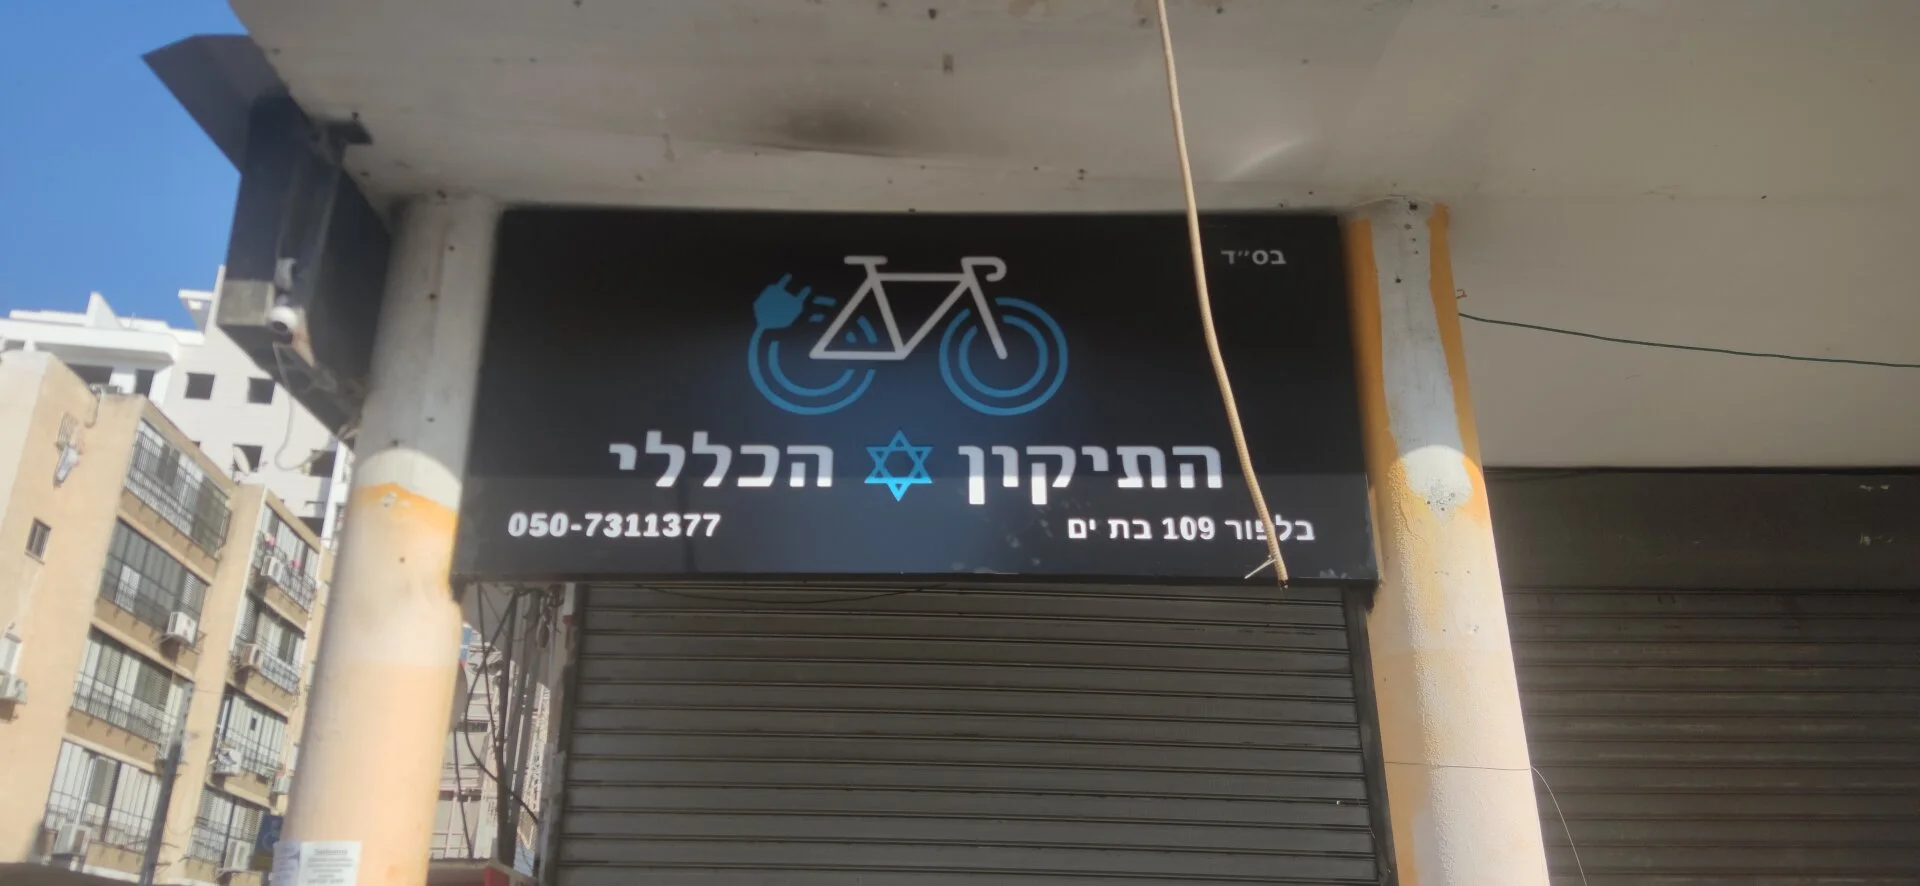 בס״ד
התיקון הכללי
בלפור 109 בת ים
050-7311377